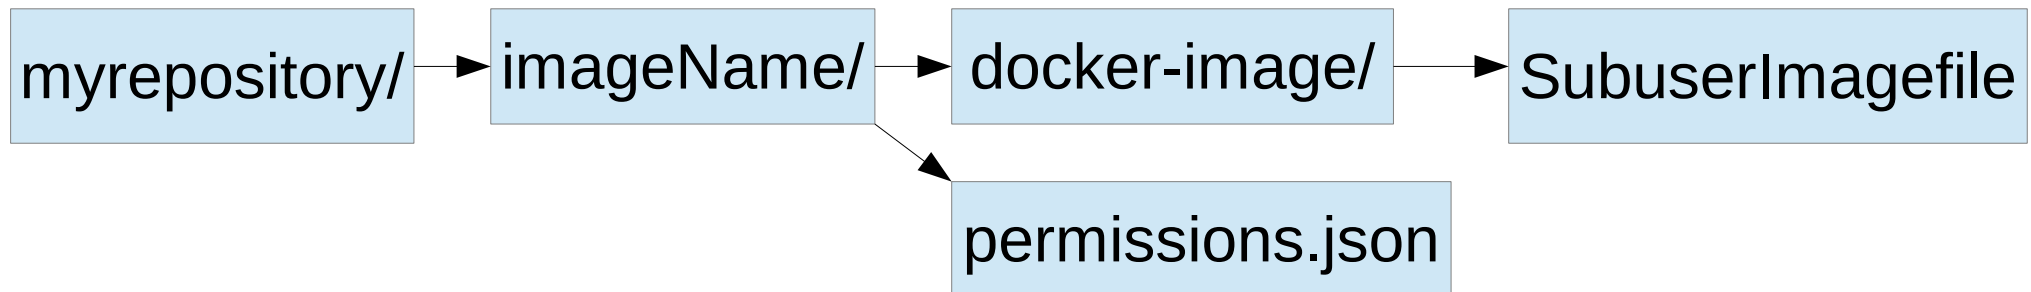 myrepository/
imageName/
docker-image/
SubuserImagefile
permissions.json